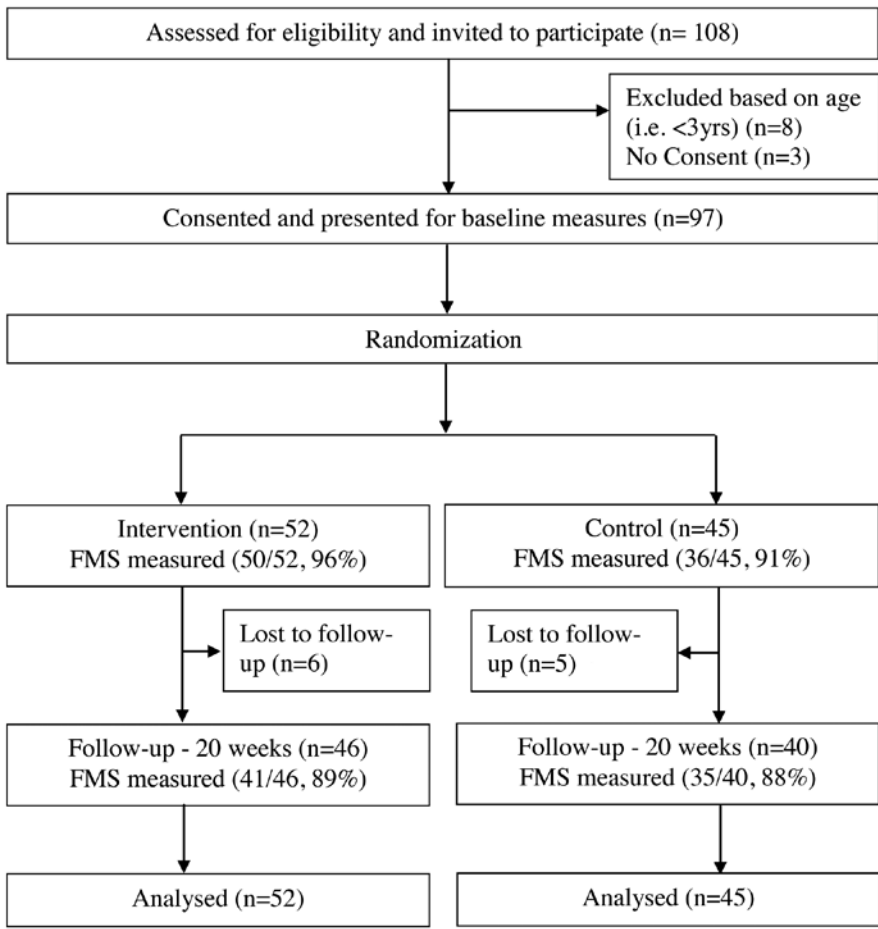 Assessed for eligibility and invited to participate (n= 108)
Excluded based on age
(i.e. <3yrs) (n=8)
No Consent (n=3)
Consented and presented for baseline measures (n=97)
Randomization
Intervention (n=52)
FMS measured (50/52, 96%)
Control (n=45)
FMS measured (36/45, 91%)
Lost to follow-
up (n=6)
Lost to follow-
up (n=5)
Follow-up - 20 weeks (n=46)
FMS measured (41/46, 89%)
Follow-up - 20 weeks (n=40)
FMS measured (35/40, 88%)
Analysed (n=52)
Analysed (n=45)